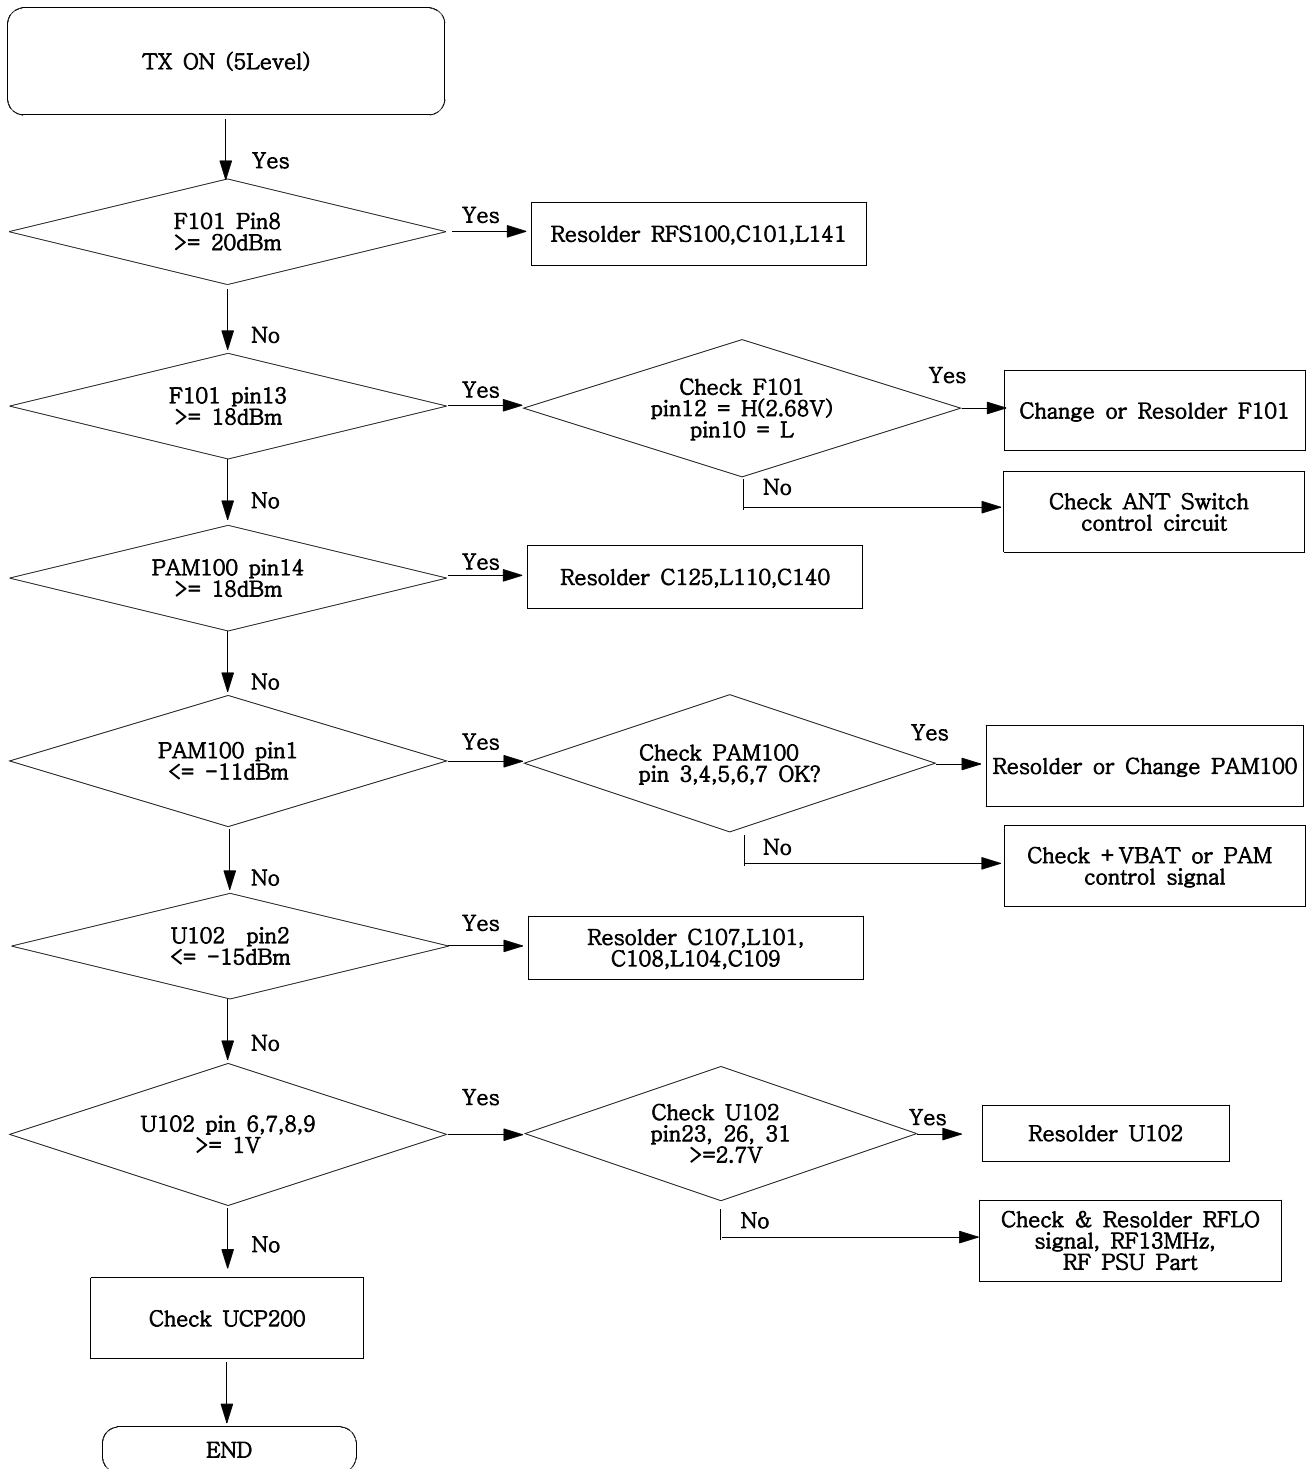 TX ON (5Level)
Yes
F101 Pin8
>= 20dBm
Yes
Resolder RFS100,C101,L141
No
F101 pin13
>= 18dBm
Yes
Check F101
pin12 = H(2.68V)
pin10 = L
Yes
Change or Resolder F101
No
Check ANT Switch
control circuit
No
PAM100 pin14
>= 18dBm
Yes
Resolder C125,L110,C140
No
PAM100 pin1
<= -11dBm
Yes
Check PAM100
pin 3,4,5,6,7 OK?
Yes
Resolder or Change PAM100
No
Check +VBAT or PAM
control signal
No
U102 pin2
<= -15dBm
Yes
Resolder C107,L101,
C108,L104,C109
No
U102 pin 6,7,8,9
>= 1V
Yes
Check U102
pin23, 26, 31
>=2.7V
Yes
Resolder U102
No
Check & Resolder RFLO
signal, RF13MHz,
RF PSU Part
No
Check UCP200
END